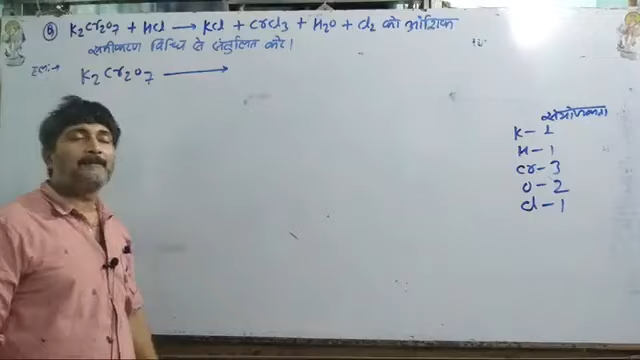 K₂Cr₂O₇ + HCl → KCl + CrCl₃ + H₂O + Cl₂ को आंशिक
समीकरण विधि से संतुलित करो।
हल:→ K₂Cr₂O₇ →
संयोजकता
K – 1
H – 1
Cr – 3
O – 2
Cl – 1